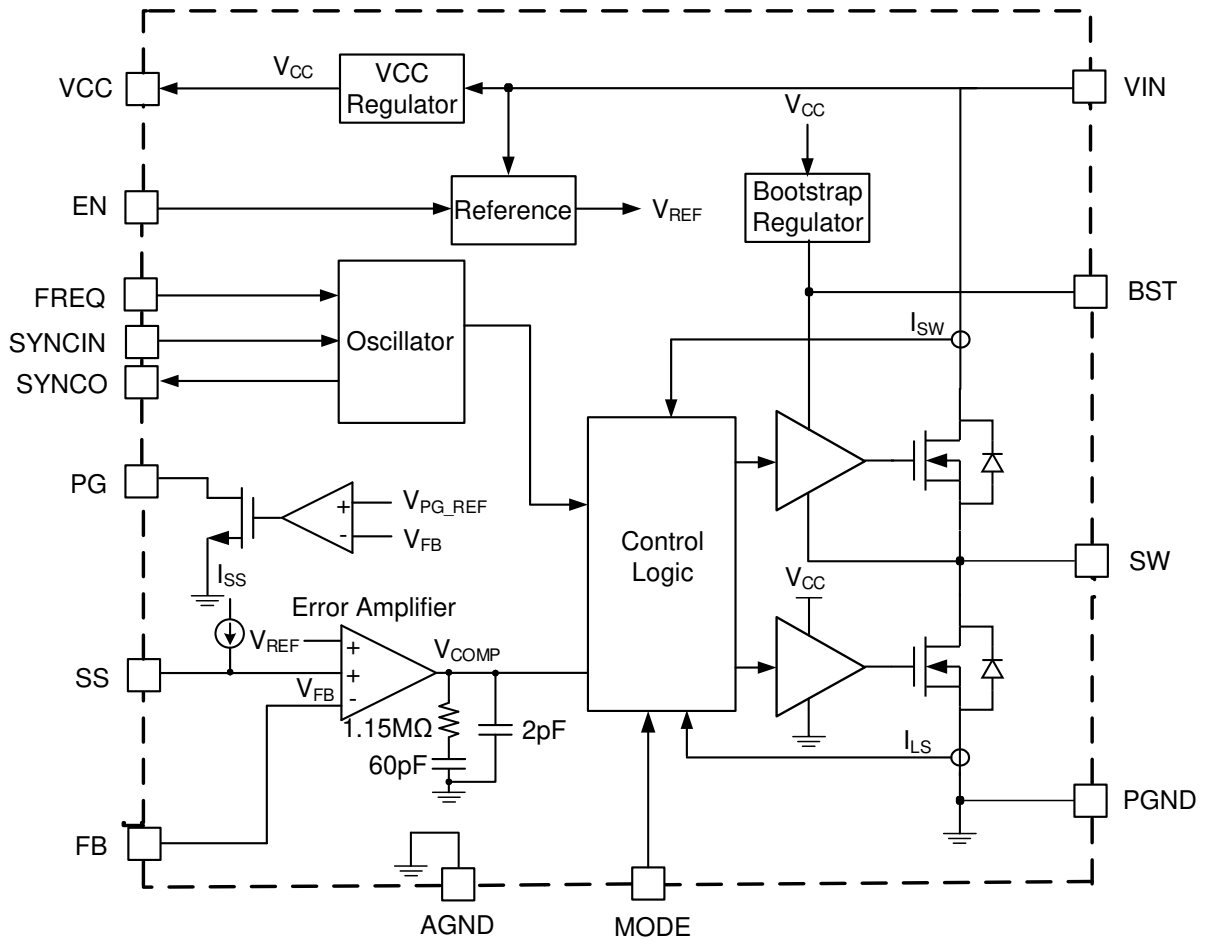 VCC
VCC
VCC
Regulator
VIN
VCC
EN
Reference
VREF
Bootstrap
Regulator
FREQ
SYNCIN
SYNCO
Oscillator
BST
ISW
PG
+
-
VPG_REF
VFB
Control
Logic
SW
ISS
VCC
Error Amplifier
VREF
+
+
-
VCOMP
SS
VFB
1.15MΩ
2pF
60pF
ILS
PGND
FB
AGND
MODE